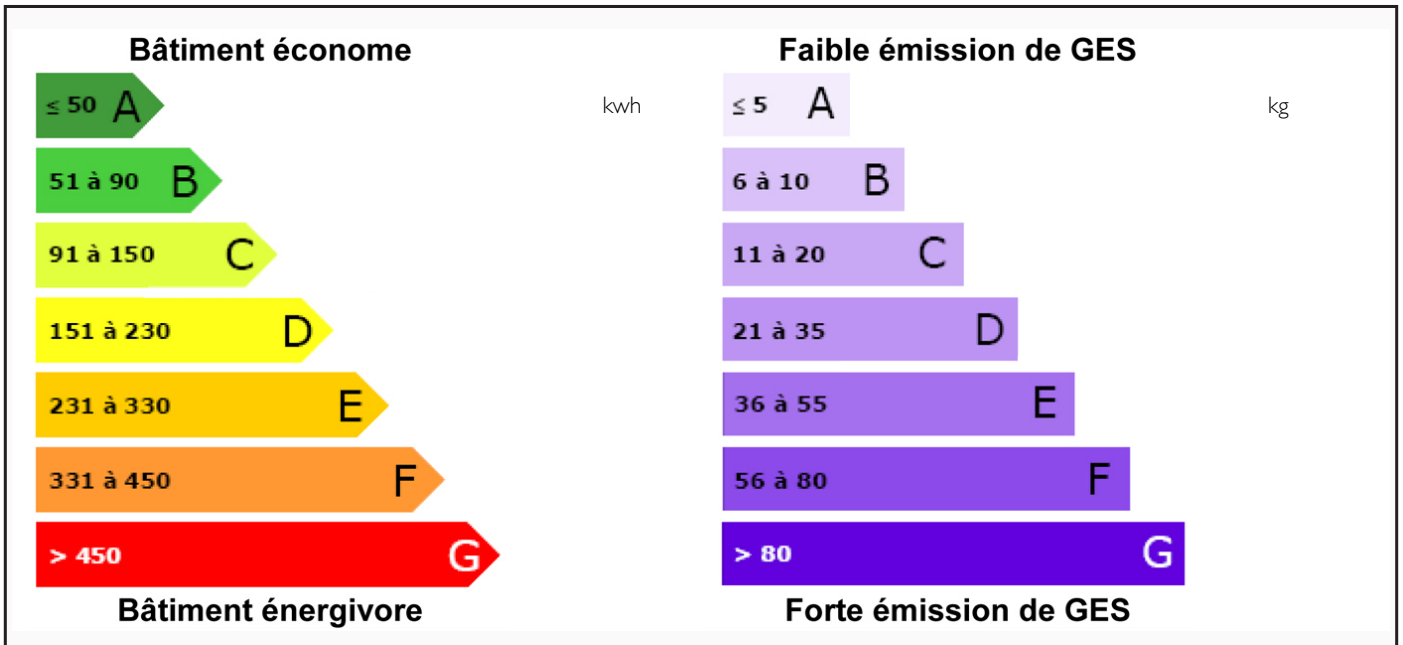 Bâtiment économe
≤ 50 A
kwh
51 à 90 B
91 à 150 C
151 à 230 D
231 à 330 E
331 à 450 F
> 450 G
Bâtiment énergivore
Faible émission de GES
≤ 5 A
kg
6 à 10 B
11 à 20 C
21 à 35 D
36 à 55 E
56 à 80 F
> 80 G
Forte émission de GES